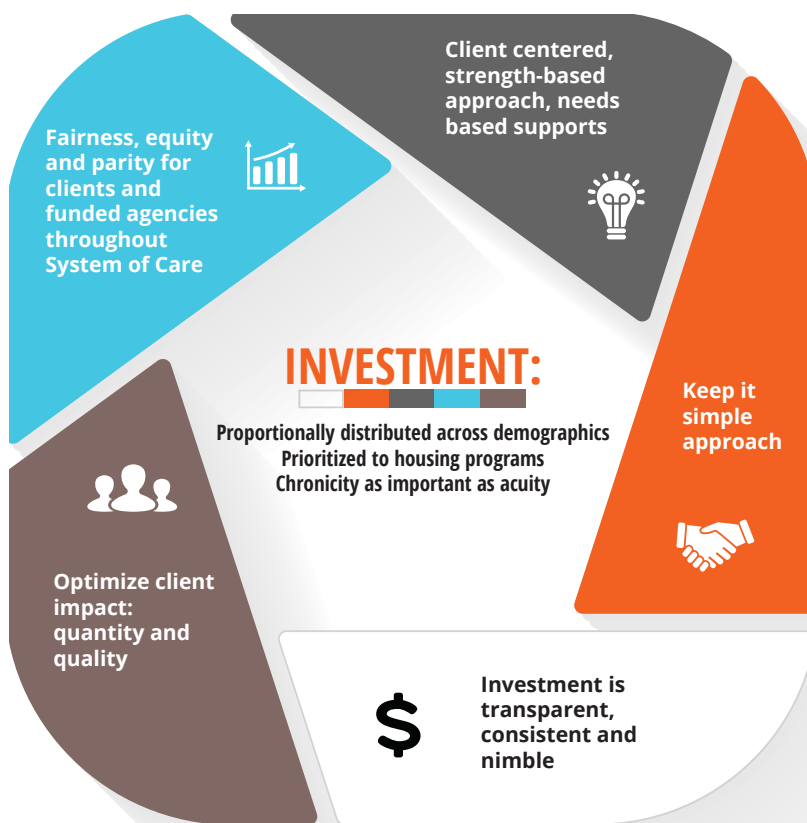 Client centered,
strength-based
approach, needs
based supports
Fairness, equity
and parity for
clients and
funded agencies
throughout
System of Care
INVESTMENT:
Proportionally distributed across demographics
Prioritized to housing programs
Chronicity as important as acuity
Keep it
simple
approach
Optimize client
impact:
quantity and
quality
$
Investment is
transparent,
consistent and
nimble